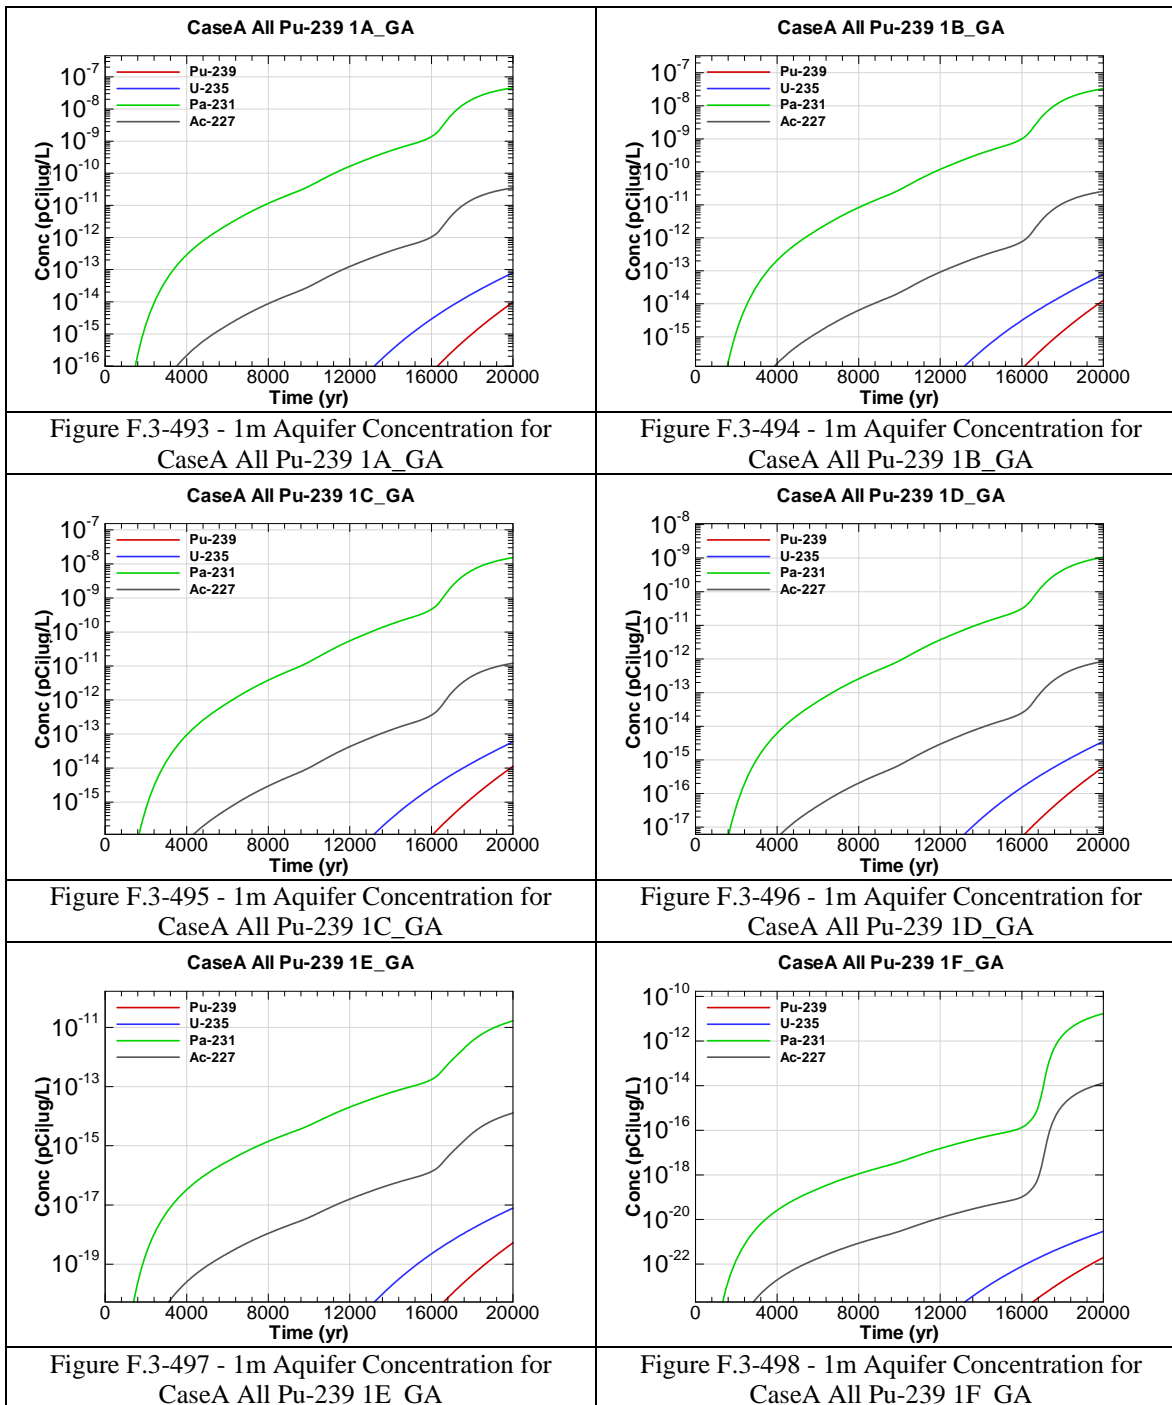 CaseA All Pu-239 1A_GA
Conc (pCi|ug/L)
10-7
10-8
10-9
10-10
10-11
10-12
10-13
10-14
10-15
10-16
Pu-239
U-235
Pa-231
Ac-227
0 4000 8000 12000 16000 20000
Time (yr)
Figure F.3-493 - 1m Aquifer Concentration for
CaseA All Pu-239 1A_GA
CaseA All Pu-239 1B_GA
Conc (pCi|ug/L)
10-7
10-8
10-9
10-10
10-11
10-12
10-13
10-14
10-15
Pu-239
U-235
Pa-231
Ac-227
0 4000 8000 12000 16000 20000
Time (yr)
Figure F.3-494 - 1m Aquifer Concentration for
CaseA All Pu-239 1B_GA
CaseA All Pu-239 1C_GA
Conc (pCi|ug/L)
10-7
10-8
10-9
10-10
10-11
10-12
10-13
10-14
10-15
Pu-239
U-235
Pa-231
Ac-227
0 4000 8000 12000 16000 20000
Time (yr)
Figure F.3-495 - 1m Aquifer Concentration for
CaseA All Pu-239 1C_GA
CaseA All Pu-239 1D_GA
Conc (pCi|ug/L)
10-8
10-9
10-10
10-11
10-12
10-13
10-14
10-15
10-16
10-17
Pu-239
U-235
Pa-231
Ac-227
0 4000 8000 12000 16000 20000
Time (yr)
Figure F.3-496 - 1m Aquifer Concentration for
CaseA All Pu-239 1D_GA
CaseA All Pu-239 1E_GA
Conc (pCi|ug/L)
10-11
10-13
10-15
10-17
10-19
Pu-239
U-235
Pa-231
Ac-227
0 4000 8000 12000 16000 20000
Time (yr)
Figure F.3-497 - 1m Aquifer Concentration for
CaseA All Pu-239 1E_GA
CaseA All Pu-239 1F_GA
Conc (pCi|ug/L)
10-10
10-12
10-14
10-16
10-18
10-20
10-22
Pu-239
U-235
Pa-231
Ac-227
0 4000 8000 12000 16000 20000
Time (yr)
Figure F.3-498 - 1m Aquifer Concentration for
CaseA All Pu-239 1F_GA